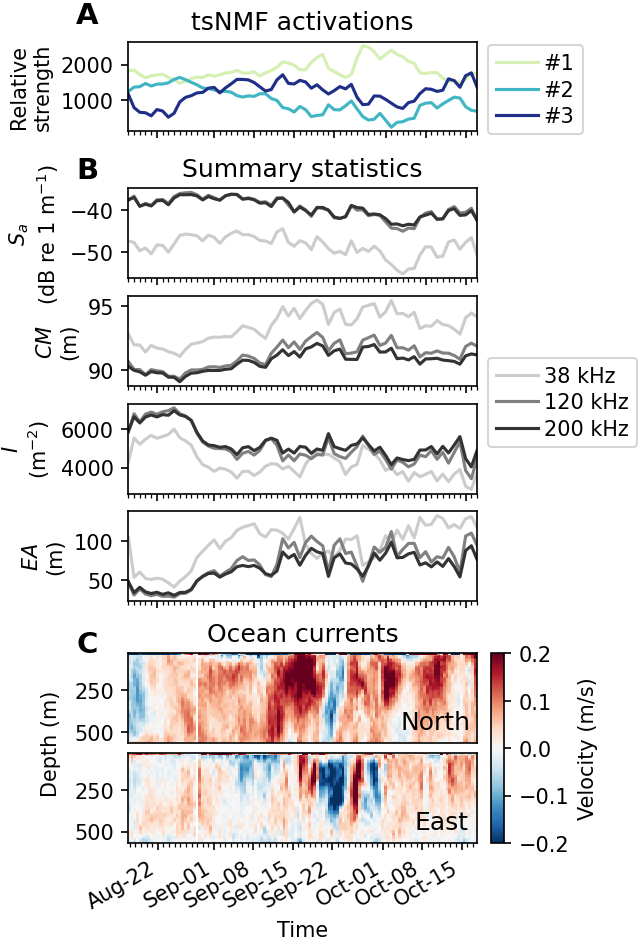 A
tsNMF activations
Relative
strength
2000
1000
#1
#2
#3
B
Summary statistics
Sa
(dB re 1 m⁻¹)
−40
−50
CM
(m)
95
90
38 kHz
120 kHz
200 kHz
I
(m⁻²)
6000
4000
EA
(m)
100
50
C
Ocean currents
Depth (m)
250
500
North
250
500
East
0.2
0.1
0.0
−0.1
−0.2
Velocity (m/s)
Aug-22
Sep-01
Sep-08
Sep-15
Sep-22
Oct-01
Oct-08
Oct-15
Time